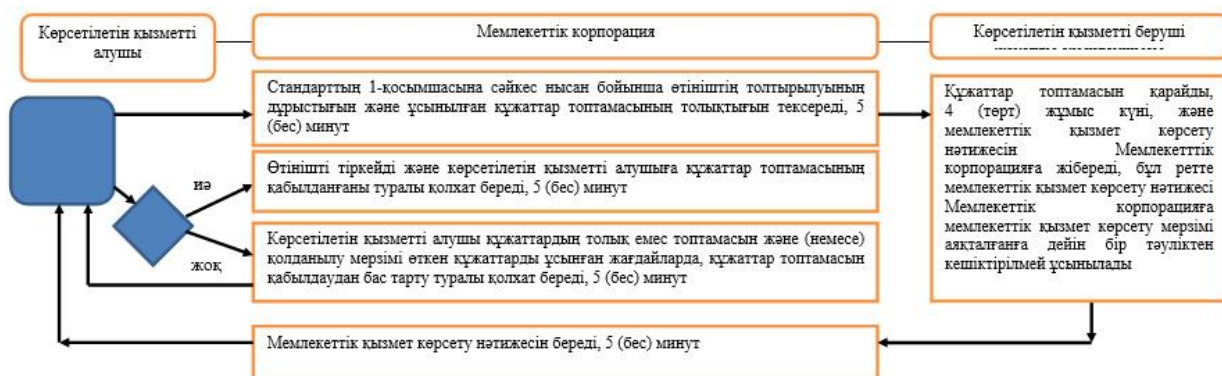 Көрсетілетін қызметті
алушы
Мемлекеттік корпорация
Көрсетілетін қызметті беруші
Стандарттың 1-қосымшасына сәйкес нысан бойынша өтініштің толтырылуының
дұрыстығын және ұсынылған құжаттар топтамасының толықтығын тексереді, 5
(бес) минут
Өтінішті тіркейді және көрсетілетін қызметті алушыға құжаттар топтамасының
қабылданғаны туралы қолхат береді, 5 (бес) минут
иә
Көрсетілетін қызметті алушы құжаттардың толық емес топтамасын және (немесе)
қолданылу мерзімі өткен құжаттарды ұсынған жағдайларда, құжаттар топтамасын
қабылдаудан бас тарту туралы қолхат береді, 5 (бес) минут
жоқ
Мемлекеттік қызмет көрсету нәтижесін береді, 5 (бес) минут
Құжаттар топтамасын қарайды,
4 (төрт) жұмыс күні, және
мемлекеттік қызмет көрсету
нәтижесін Мемлекетттік
корпорацияға жібереді, бұл ретте
мемлекеттік қызмет көрсету нәтижесі
Мемлекеттік корпорацияға
мемлекеттік қызмет көрсету мерзімі
аяқталғанға дейін бір тәуліктен
кешіктірілмей ұсынылады